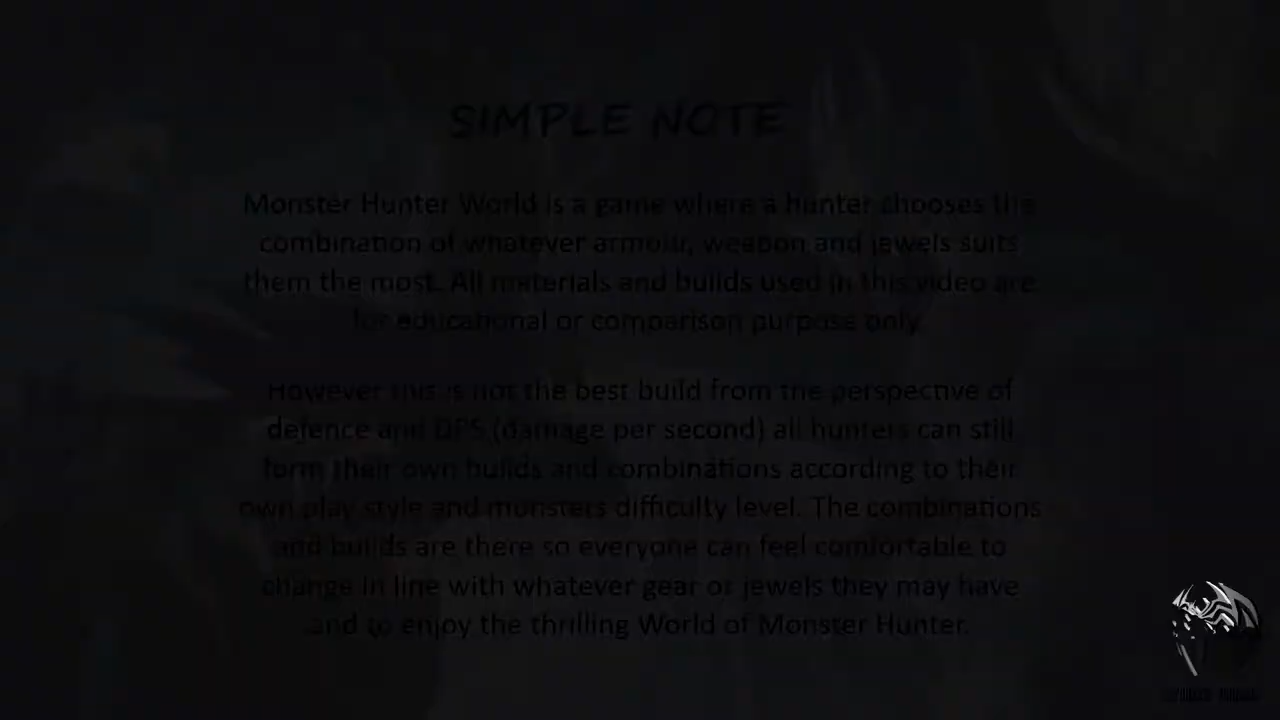 SIMPLE NOTE
Monster Hunter World is a game where a hunter chooses the
combination of whatever armour, weapon and jewels suits
them the most. All materials and builds used in this video are
for educational or comparison purpose only.
However this is not the best build from the perspective of
defence and DPS (damage per second) all hunters can still
form their own builds and combinations according to their
own play style and monsters difficulty level. The combinations
and builds are there so everyone can feel comfortable to
change in line with whatever gear or jewels they may have
and to enjoy the thrilling World of Monster Hunter.